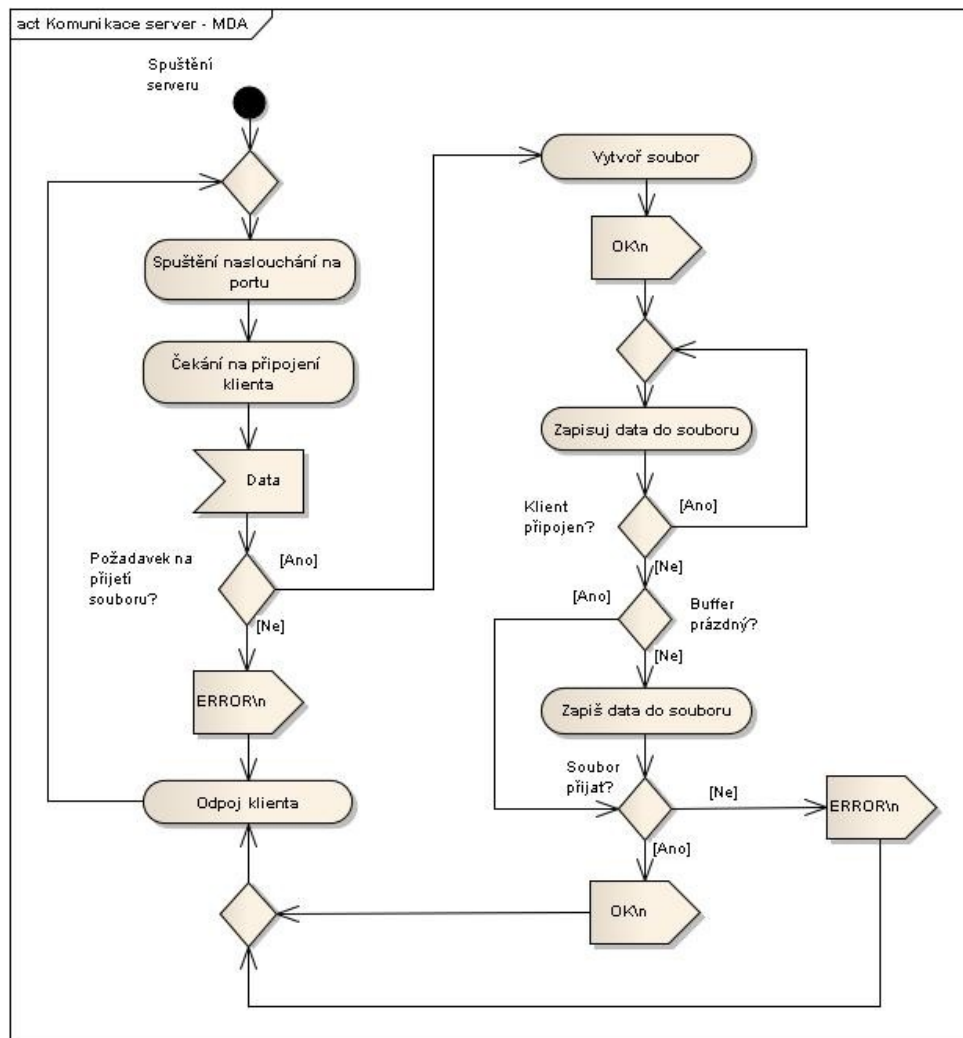 act Komunikace server - MDA
Spuštění
serveru
Spuštění naslouchání na
portu
Čekání na připojení
klienta
Data
Požadavek na
přijetí
souboru?
[Ano]
[Ne]
ERROR\n
Odpoj klienta
Vytvoř soubor
OK\n
Zapisuj data do souboru
Klient
připojen?
[Ano]
[Ne]
[Ano]
Buffer
prázdný?
[Ne]
Zapiš data do souboru
Soubor
přijat?
[Ne]
ERROR\n
[Ano]
OK\n